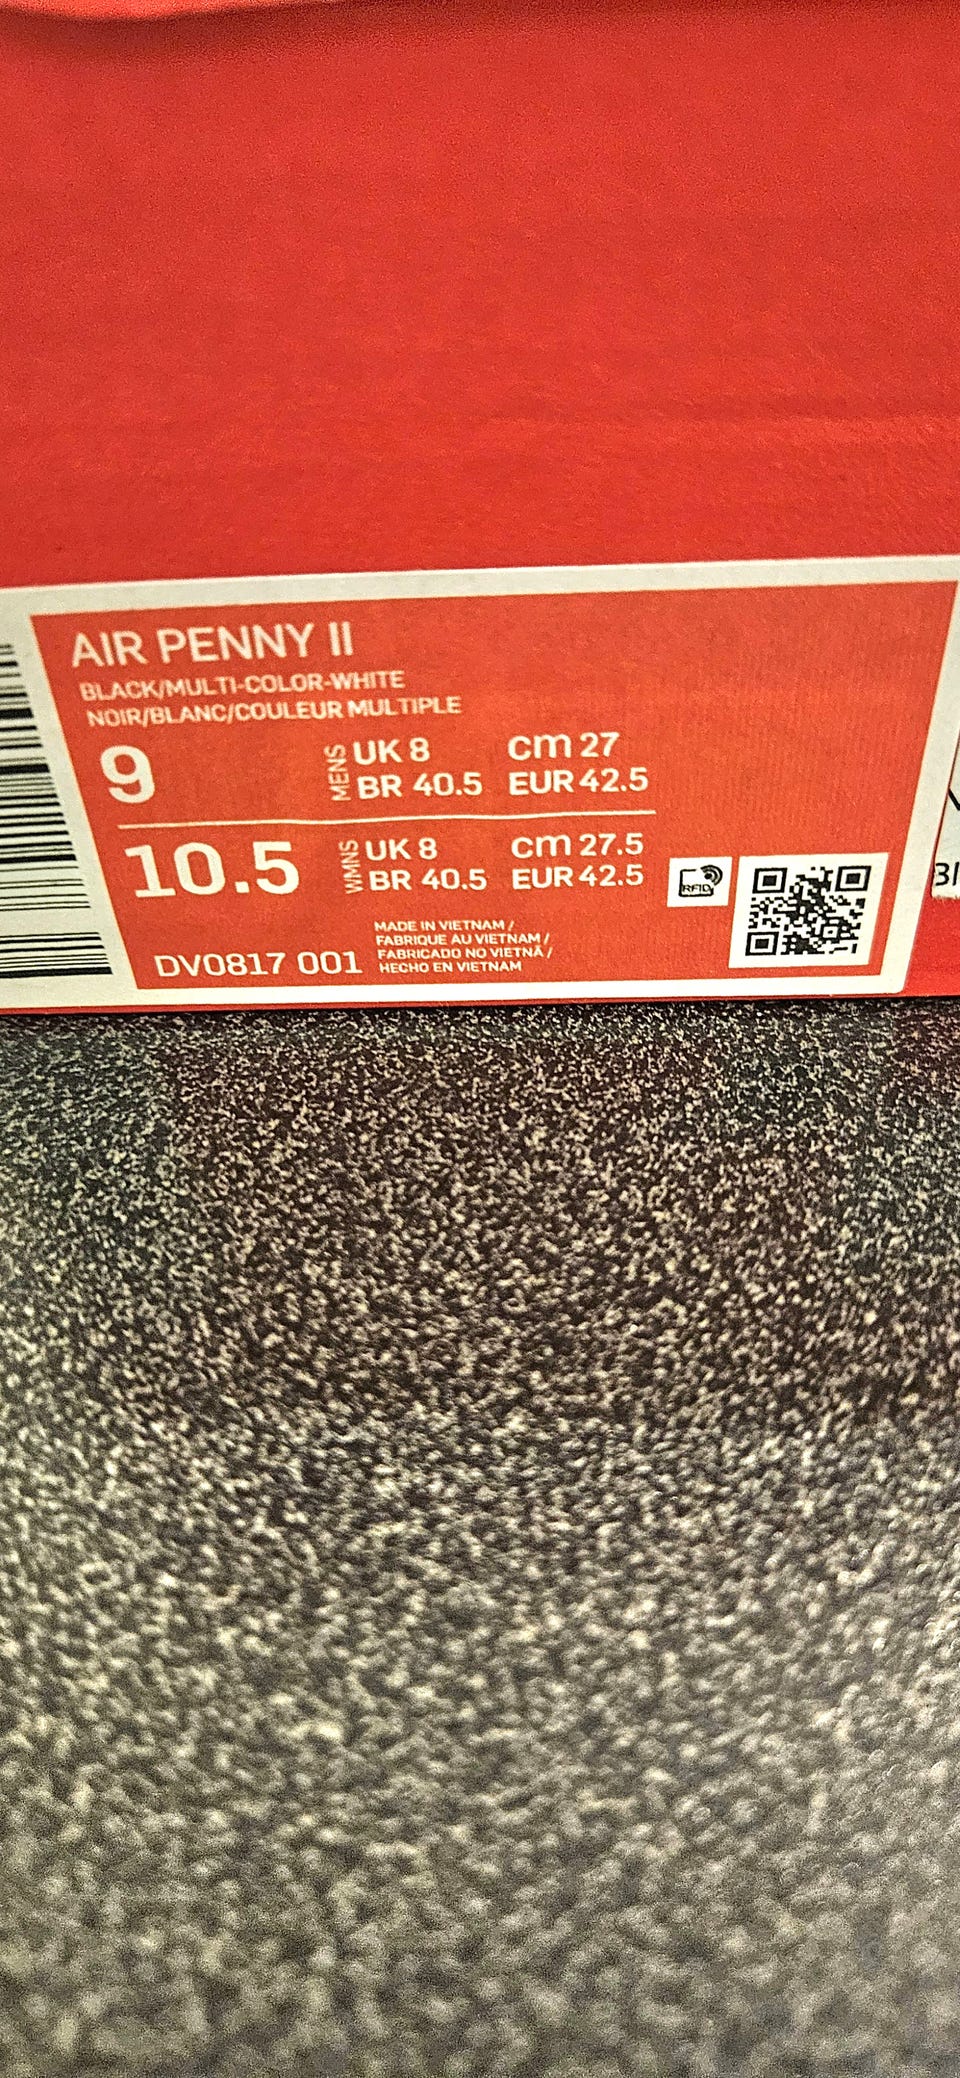 AIR PENNY II
BLACK/MULTI-COLOR-WHITE
NOIR/BLANC/COULEUR MULTIPLE
9 MENS UK 8 cm 27
BR 40.5 EUR 42.5
10.5 WMNS UK 8 cm 27.5
BR 40.5 EUR 42.5
RFID
DV0817 001
MADE IN VIETNAM /
FABRIQUE AU VIETNAM /
FABRICADO NO VIETNÃ /
HECHO EN VIETNAM